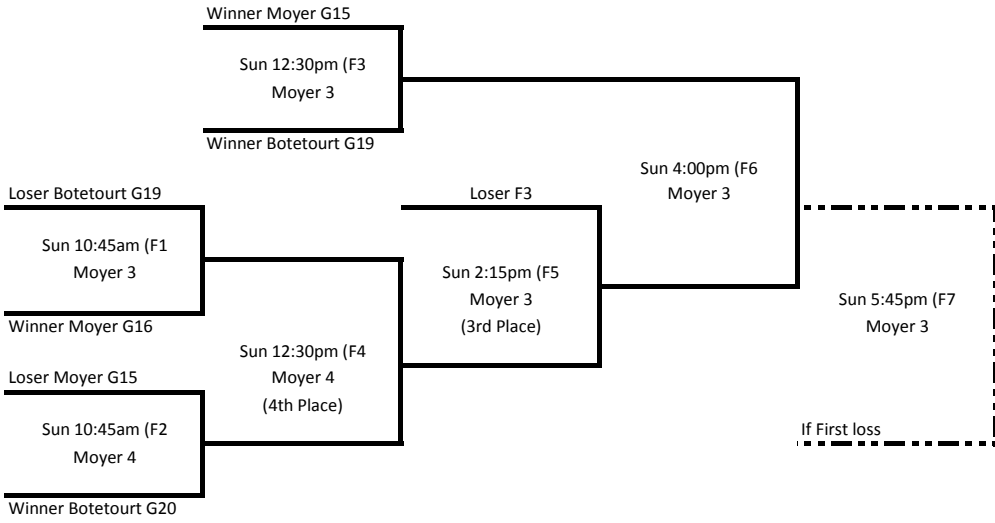 Winner Moyer G15
Sun 12:30pm (F3
Moyer 3
Winner Botetourt G19
Sun 4:00pm (F6
Moyer 3
Loser Botetourt G19
Loser F3
Sun 10:45am (F1
Moyer 3
Sun 2:15pm (F5
Moyer 3
(3rd Place)
Sun 5:45pm (F7
Moyer 3
Winner Moyer G16
Sun 12:30pm (F4
Moyer 4
(4th Place)
Loser Moyer G15
Sun 10:45am (F2
Moyer 4
If First loss
Winner Botetourt G20